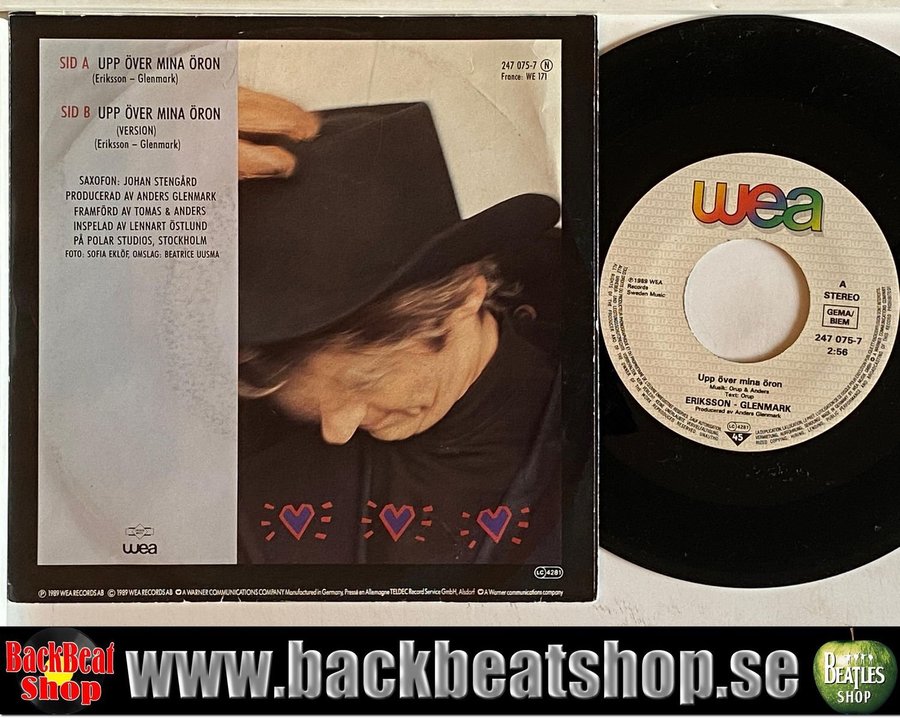 SID A UPP ÖVER MINA ÖRON
(Eriksson – Glenmark)
SID B UPP ÖVER MINA ÖRON
(VERSION)
(Eriksson – Glenmark)
SAXOFON: JOHAN STENGÅRD
PRODUCERAD AV ANDERS GLENMARK
FRAMFÖRD AV TOMAS & ANDERS
INSPELAD AV LENNART ÖSTLUND
PÅ POLAR STUDIOS, STOCKHOLM
FOTO: SOFIA EKLÖF, OMSLAG: BEATRICE UUSMA
247 075-7 N
France: WE 171
wea
LC 4281
℗ 1989 WEA RECORDS AB © 1989 WEA RECORDS AB A WARNER COMMUNICATIONS COMPANY Manufactured in Germany. Pressé en Allemagne TELDEC Record Service GmbH, Alsdorf A Warner communications company
wea
℗ 1989 WEA
Records
Sweden Music
A
STEREO
GEMA/
BIEM
247 075-7
2:56
Upp över mina öron
Musik: Orup & Anders
Text: Orup
ERIKSSON - GLENMARK
Producerad av Anders Glenmark
LC 4281
45
BackBeat
Shop
www.backbeatshop.se
BEATLES
SHOP